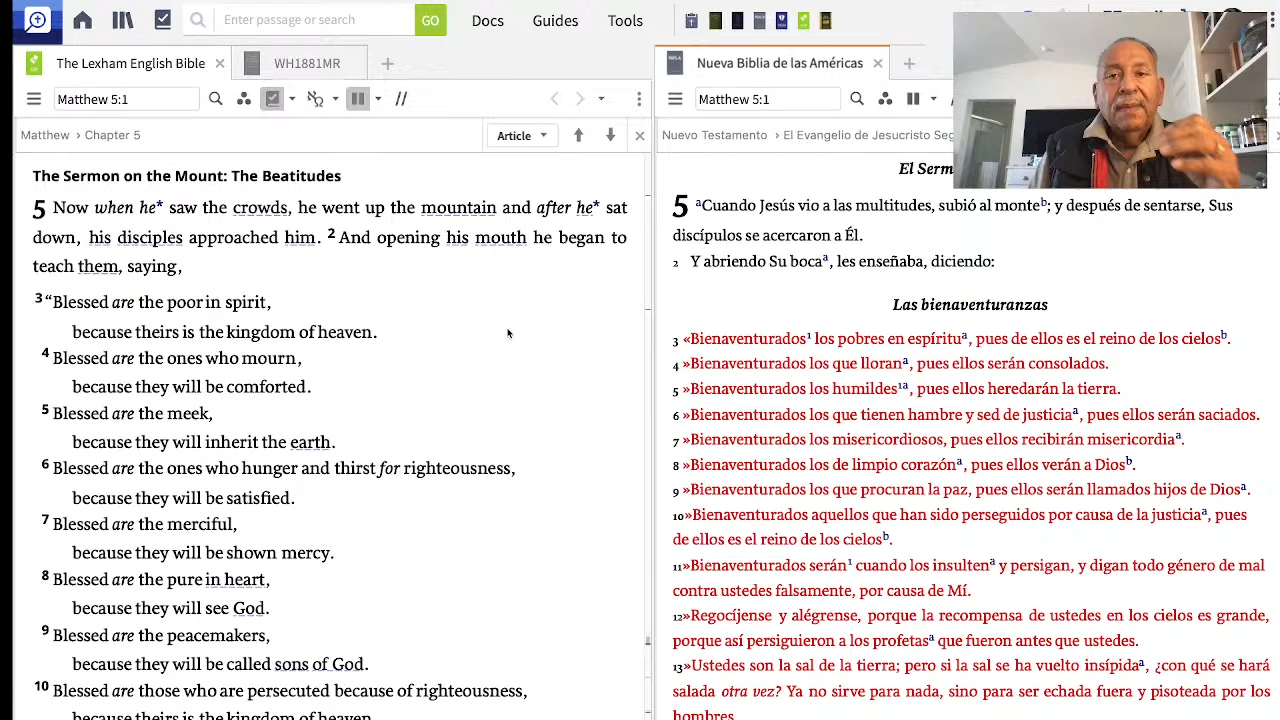 Enter passage or search
GO
Docs
Guides
Tools
The Lexham English Bible
WH1881MR
Matthew 5:1
Matthew › Chapter 5
Article
The Sermon on the Mount: The Beatitudes
5 Now when he* saw the crowds, he went up the mountain and after he* sat
down, his disciples approached him. 2 And opening his mouth he began to
teach them, saying,
3 “Blessed are the poor in spirit,
because theirs is the kingdom of heaven.
4 Blessed are the ones who mourn,
because they will be comforted.
5 Blessed are the meek,
because they will inherit the earth.
6 Blessed are the ones who hunger and thirst for righteousness,
because they will be satisfied.
7 Blessed are the merciful,
because they will be shown mercy.
8 Blessed are the pure in heart,
because they will see God.
9 Blessed are the peacemakers,
because they will be called sons of God.
10 Blessed are those who are persecuted because of righteousness,
because theirs is the kingdom of heaven
Nueva Biblia de las Américas
Matthew 5:1
Nuevo Testamento › El Evangelio de Jesucristo Seg
El Serm
5 aCuando Jesús vio a las multitudes, subió al monteb; y después de sentarse, Sus
discípulos se acercaron a Él.
2 Y abriendo Su bocaa, les enseñaba, diciendo:
Las bienaventuranzas
3 »Bienaventurados1 los pobres en espíritua, pues de ellos es el reino de los cielosb.
4 »Bienaventurados los que llorana, pues ellos serán consolados.
5 »Bienaventurados los humildes1a, pues ellos heredarán la tierra.
6 »Bienaventurados los que tienen hambre y sed de justiciaa, pues ellos serán saciados.
7 »Bienaventurados los misericordiosos, pues ellos recibirán misericordiaa.
8 »Bienaventurados los de limpio corazóna, pues ellos verán a Diosb.
9 »Bienaventurados los que procuran la paz, pues ellos serán llamados hijos de Diosa.
10 »Bienaventurados aquellos que han sido perseguidos por causa de la justiciaa, pues
de ellos es el reino de los cielosb.
11 »Bienaventurados serán1 cuando los insultena y persigan, y digan todo género de mal
contra ustedes falsamente, por causa de Mí.
12 »Regocíjense y alégrense, porque la recompensa de ustedes en los cielos es grande,
porque así persiguieron a los profetasa que fueron antes que ustedes.
13 »Ustedes son la sal de la tierra; pero si la sal se ha vuelto insípidaa, ¿con qué se hará
salada otra vez? Ya no sirve para nada, sino para ser echada fuera y pisoteada por los
hombres